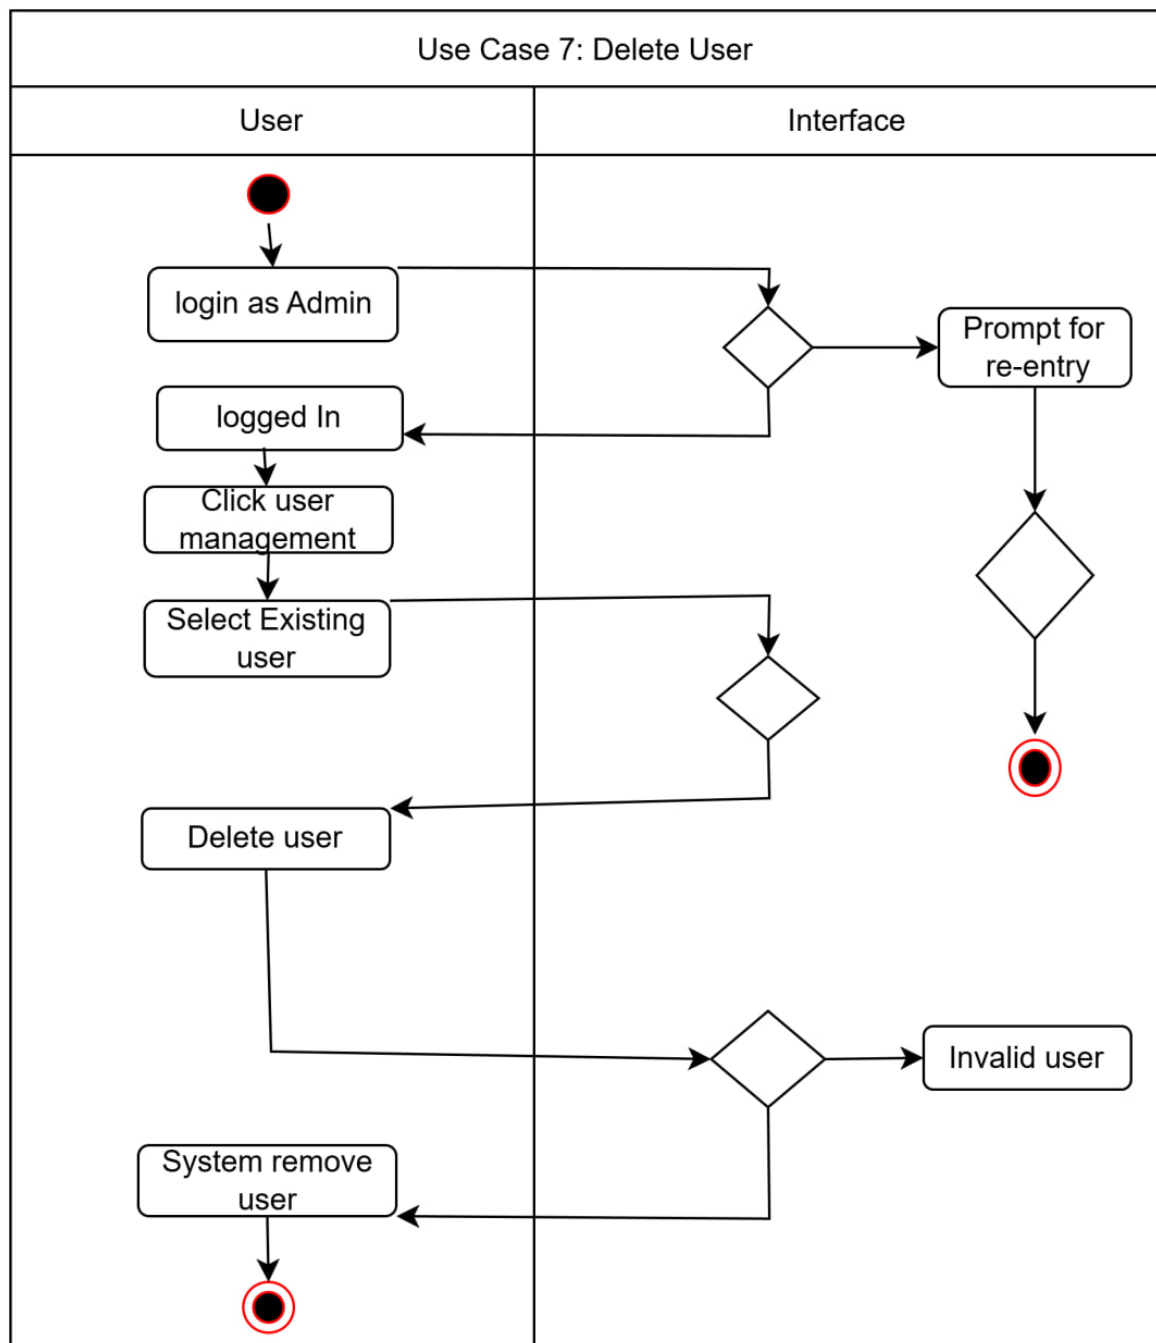 Use Case 7: Delete User
User
Interface
login as Admin
Prompt for
re-entry
logged In
Click user
management
Select Existing
user
Delete user
Invalid user
System remove
user